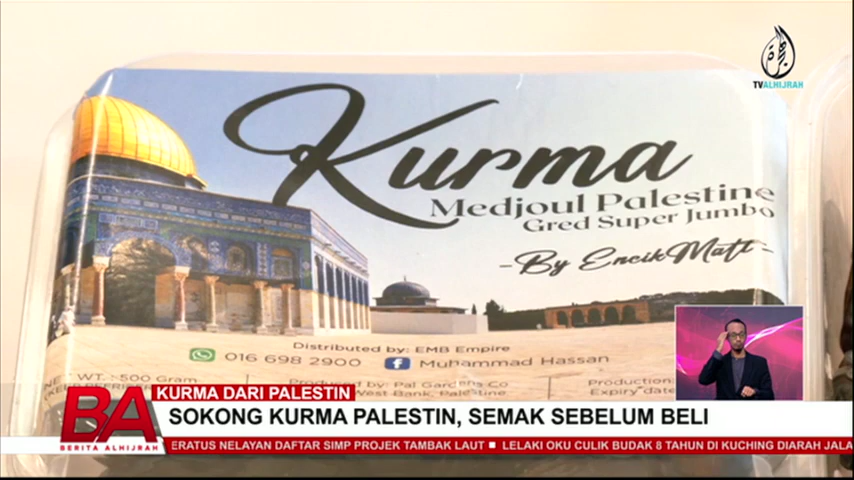 TVALHIJRAH
Kurma
Medjoul Palestine
Gred Super Jumbo
-By EncikMatt-
Distributed by: EMB Empire
016 698 2900 Muhammad Hassan
NET WT. : 500 Gram Produced by: Pal Gardens Co Production:
West Bank, Palestine Expiry date
KURMA DARI PALESTIN
BA SOKONG KURMA PALESTIN, SEMAK SEBELUM BELI
BERITA ALHIJRAH ERATUS NELAYAN DAFTAR SIMP PROJEK TAMBAK LAUT LELAKI OKU CULIK BUDAK 8 TAHUN DI KUCHING DIARAH JALA